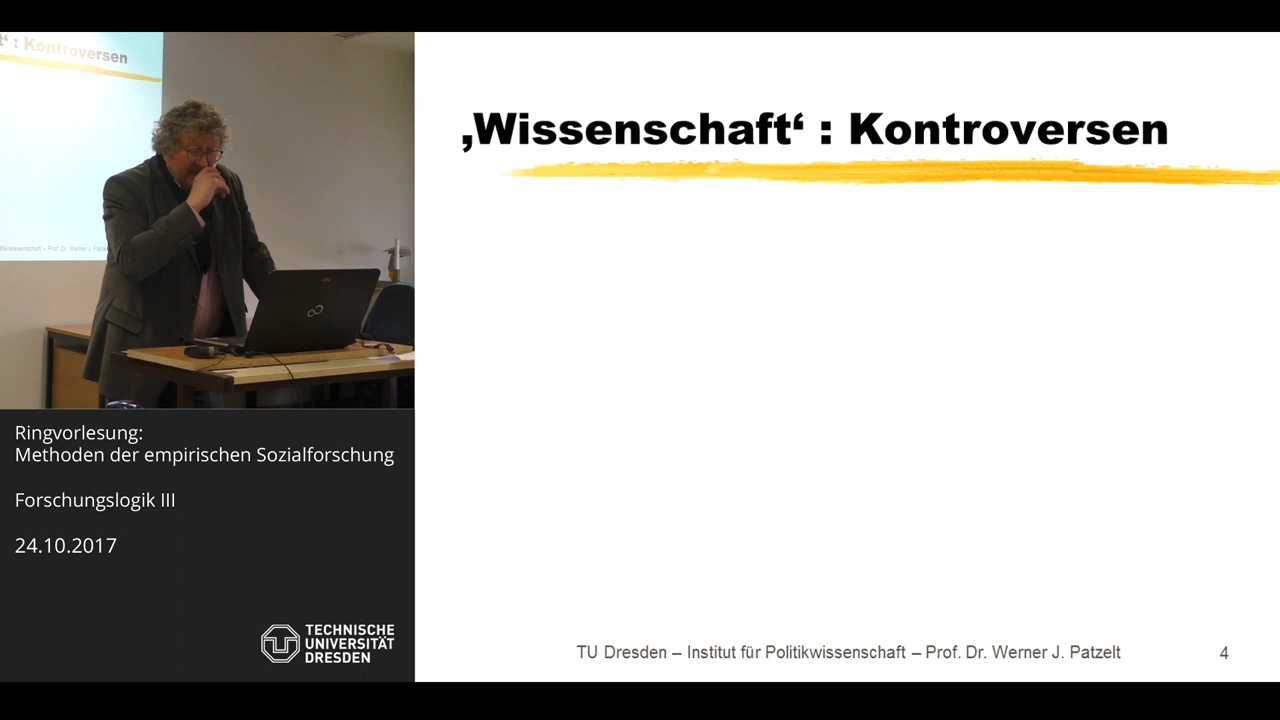 t‘ : Kontroversen
‚Wissenschaft‘ : Kontroversen
Ringvorlesung:
Methoden der empirischen Sozialforschung
Forschungslogik III
24.10.2017
TECHNISCHE
UNIVERSITÄT
DRESDEN
TU Dresden – Institut für Politikwissenschaft – Prof. Dr. Werner J. Patzelt
4